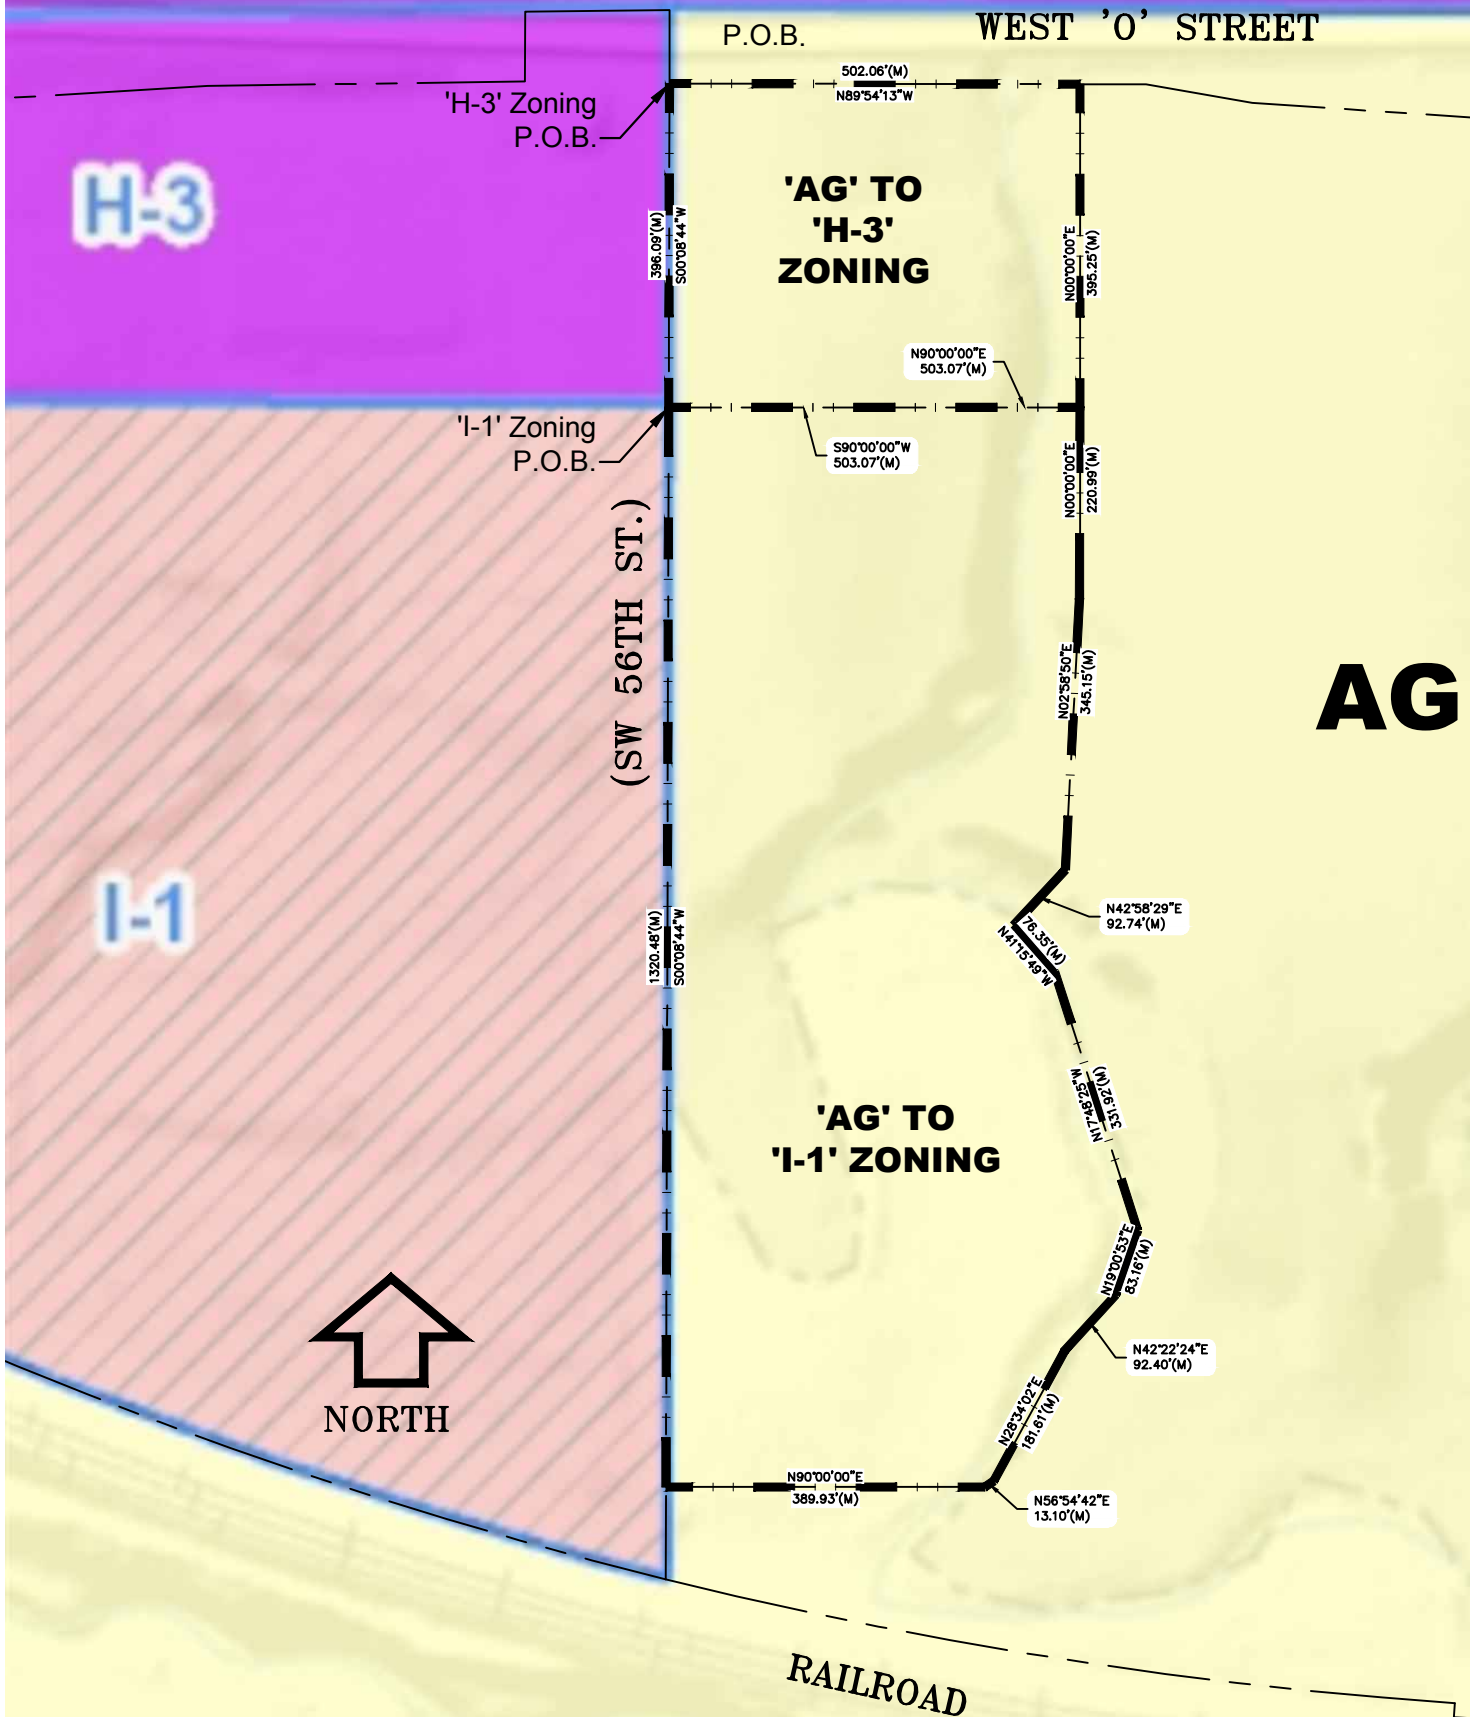 P.O.B.
WEST 'O' STREET
502.06'(M)
N89°54'13"W
'H-3' Zoning
P.O.B.
H-3
'AG' TO
'H-3'
ZONING
396.09'(M)
S00°08'44"W
N00°00'00"E
395.25'(M)
N90°00'00"E
503.07'(M)
'I-1' Zoning
P.O.B.
S90°00'00"W
503.07'(M)
N00°00'00"E
220.99'(M)
(SW 56TH ST.)
N02°58'50"E
345.15'(M)
AG
I-1
1320.48'(M)
S00°08'44"W
N42°58'29"E
92.74'(M)
76.35'(M)
N41°15'49"W
N17°48'25"W
331.92'(M)
'AG' TO
'I-1' ZONING
N19°00'53"E
83.16'(M)
N42°22'24"E
92.40'(M)
NORTH
N28°34'02"E
181.61'(M)
N90°00'00"E
389.93'(M)
N56°54'42"E
13.10'(M)
RAILROAD